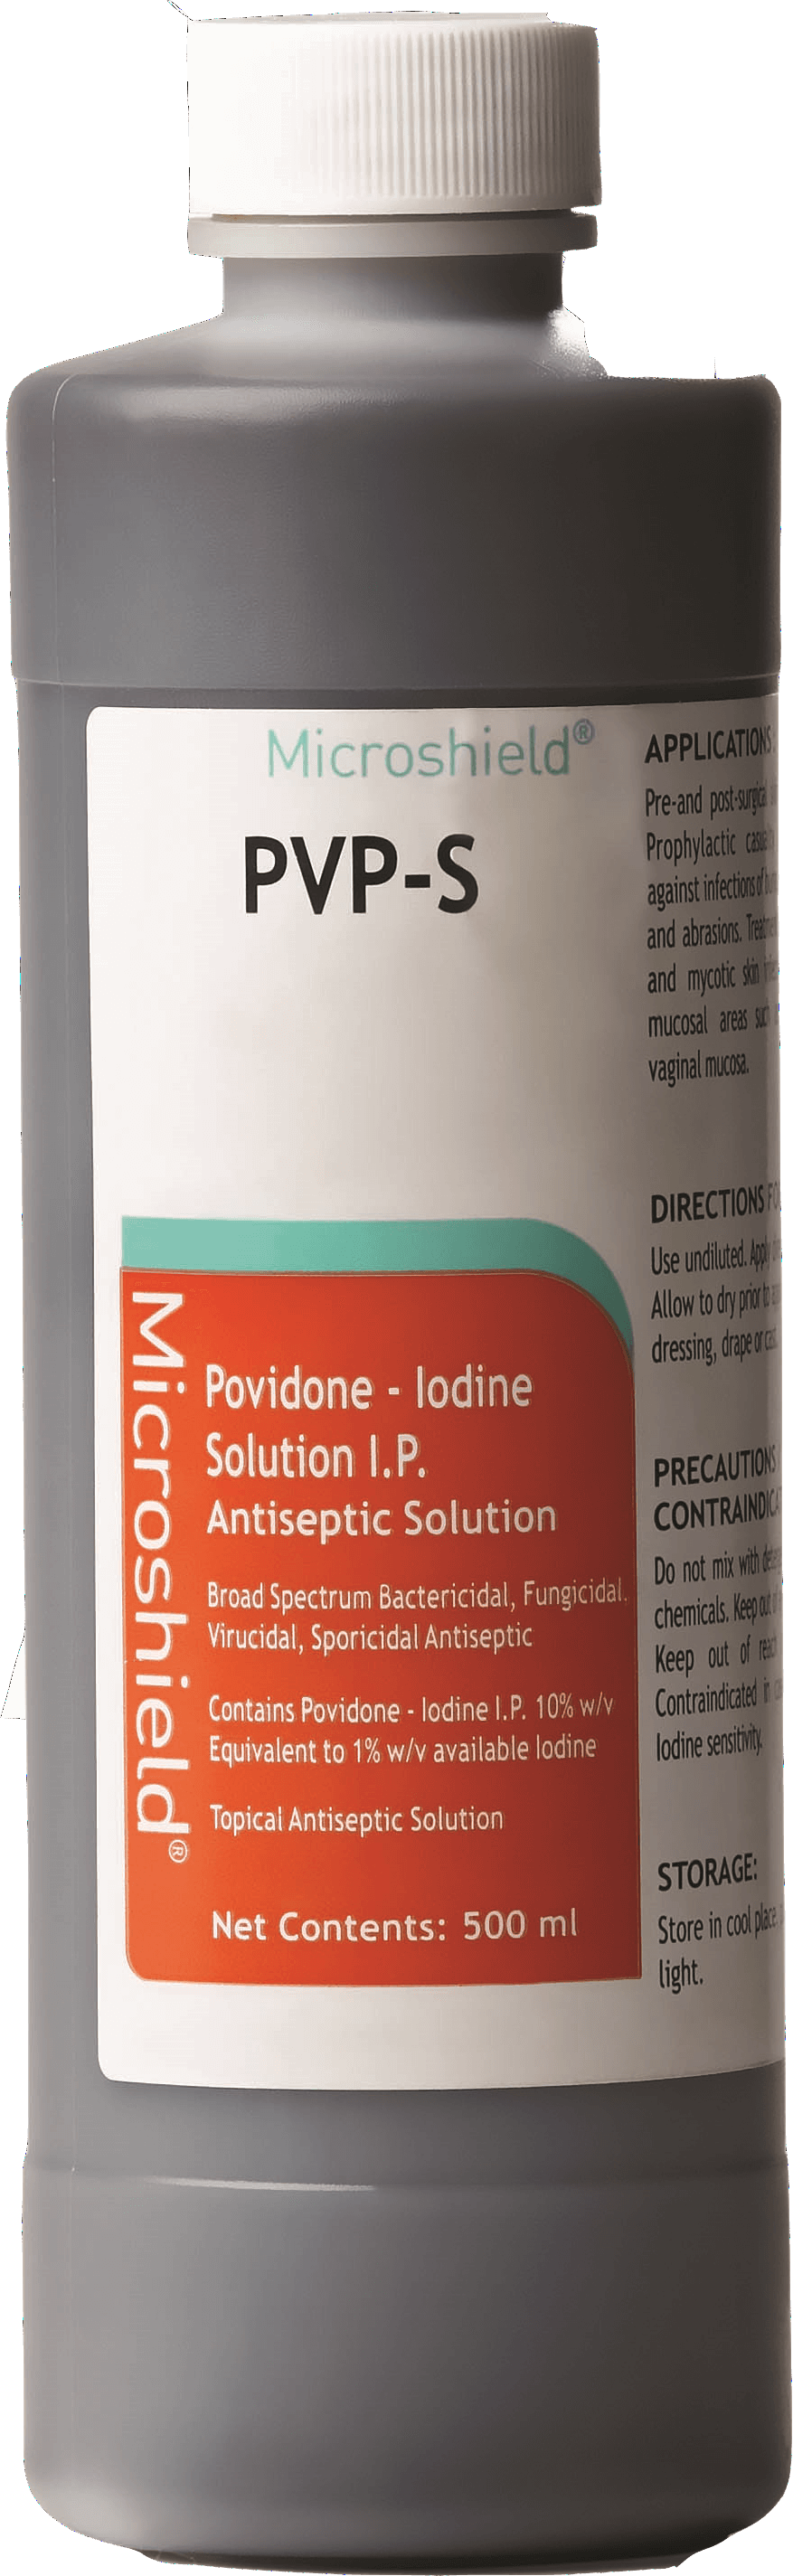 Microshield®
PVP-S
Microshield®
Povidone - Iodine
Solution I.P.
Antiseptic Solution
Broad Spectrum Bactericidal, Fungicidal,
Virucidal, Sporicidal Antiseptic
Contains Povidone - Iodine I.P. 10% w/v
Equivalent to 1% w/v available Iodine
Topical Antiseptic Solution
Net Contents: 500 ml
APPLICATIONS
Pre-and post-surgical
Prophylactic
against infections of
and abrasions.
and mycotic skin
mucosal areas
vaginal mucosa.
DIRECTIONS
Use undiluted. Apply
Allow to dry prior to
dressing, drape or
PRECAUTIONS
Do not mix with
chemicals. Keep out
Keep out of
Contraindicated in
Iodine sensitivity.
STORAGE:
Store in cool place,
light.